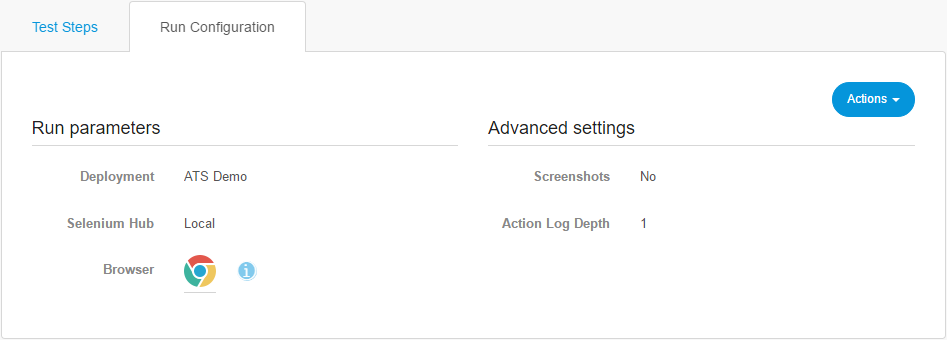 Test Steps
Run Configuration
Actions
Run parameters
Deployment ATS Demo
Selenium Hub Local
Browser
Advanced settings
Screenshots No
Action Log Depth 1